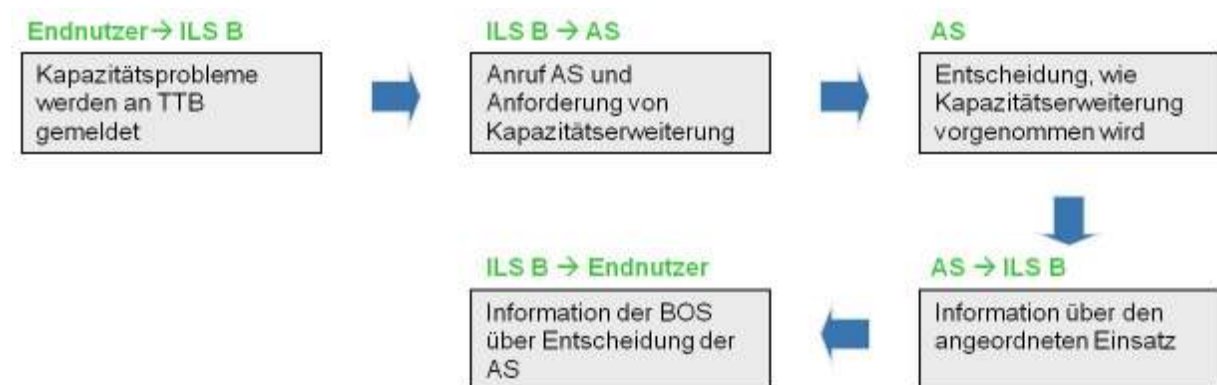 Endnutzer→ ILS B
Kapazitätsprobleme
werden an TTB
gemeldet
ILS B → AS
Anruf AS und
Anforderung von
Kapazitätserweiterung
AS
Entscheidung, wie
Kapazitätserweiterung
vorgenommen wird
AS → ILS B
Information über den
angeordneten Einsatz
ILS B → Endnutzer
Information der BOS
über Entscheidung der
AS